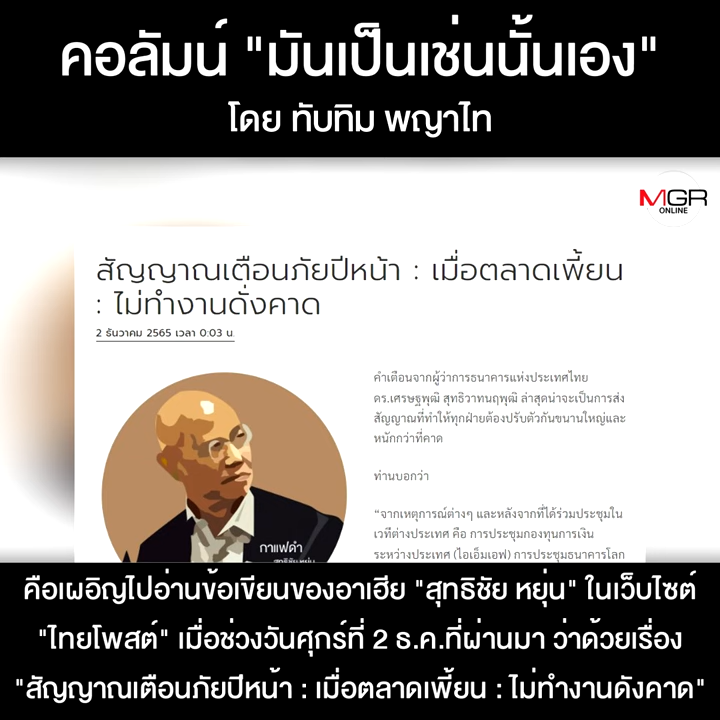 คอลัมน์ "มันเป็นเช่นนั้นเอง"
โดย ทับทิม พญาไท
MGR
ONLINE
สัญญาณเตือนภัยปีหน้า : เมื่อตลาดเพี้ยน
: ไม่ทำงานดั่งคาด
2 ธันวาคม 2565 เวลา 0:03 น.
คำเตือนจากผู้ว่าการธนาคารแห่งประเทศไทย
ดร.เศรษฐพุฒิ สุทธิวาทนฤพุฒิ ล่าสุดน่าจะเป็นการส่ง
สัญญาณที่ทำให้ทุกฝ่ายต้องปรับตัวกันขนานใหญ่และ
หนักกว่าที่คาด
ท่านบอกว่า
“จากเหตุการณ์ต่างๆ และหลังจากที่ได้ร่วมประชุมใน
เวทีต่างประเทศ คือ การประชุมกองทุนการเงิน
ระหว่างประเทศ (ไอเอ็มเอฟ) การประชุมธนาคารโลก
กาแฟดำ
สุทธิชัย หยุ่น
คือเผอิญไปอ่านข้อเขียนของอาเฮีย "สุทธิชัย หยุ่น" ในเว็บไซต์
"ไทยโพสต์" เมื่อช่วงวันศุกร์ที่ 2 ธ.ค.ที่ผ่านมา ว่าด้วยเรื่อง
"สัญญาณเตือนภัยปีหน้า : เมื่อตลาดเพี้ยน : ไม่ทำงานดังคาด"